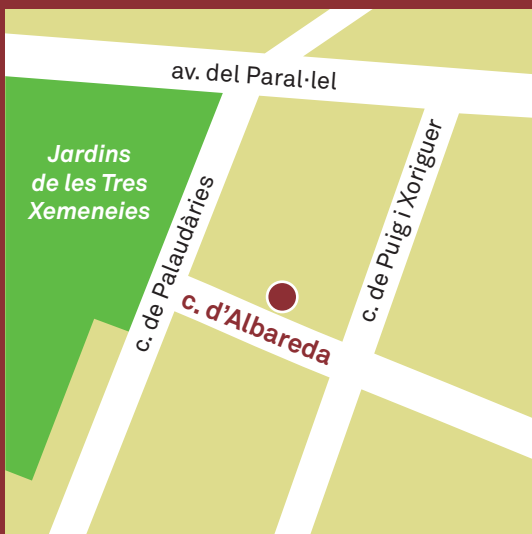 av. del Paral·lel
Jardins
de les Tres
Xemeneies
c. de Palaudàries
c. de Puig i Xoriguer
c. d'Albareda